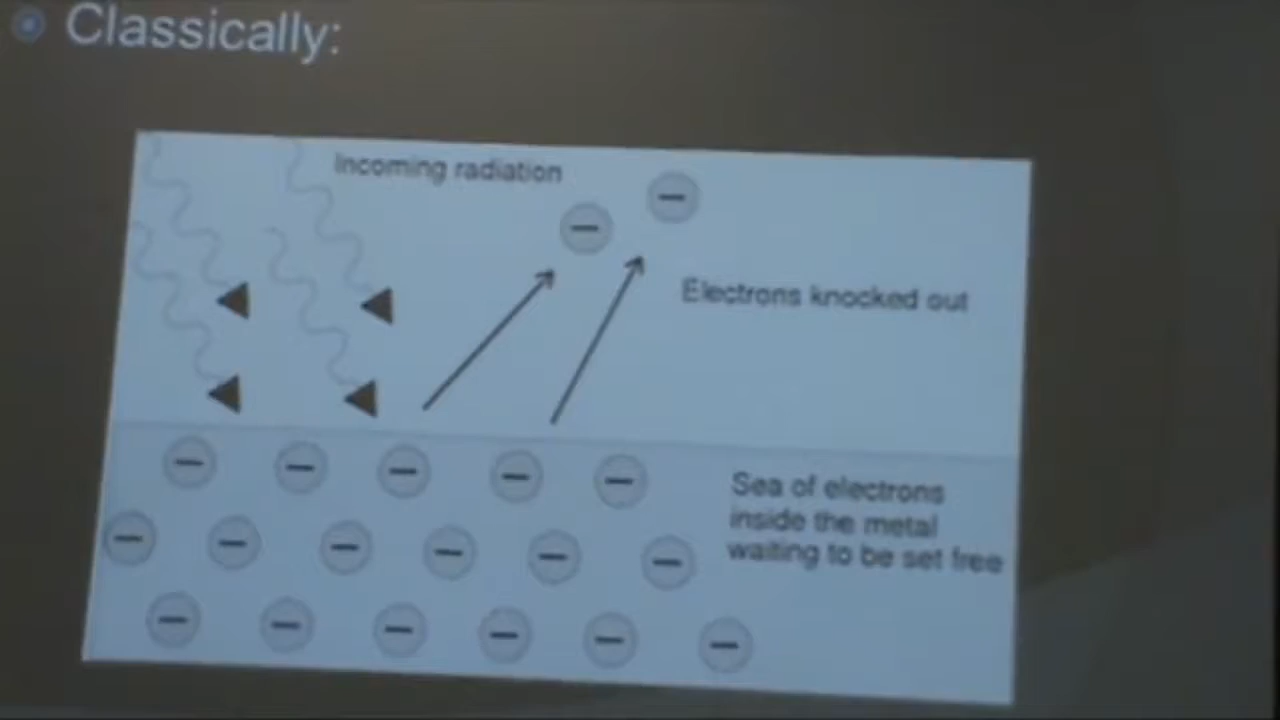 Classically:
Incoming radiation
Electrons knocked out
Sea of electrons
inside the metal
waiting to be set free